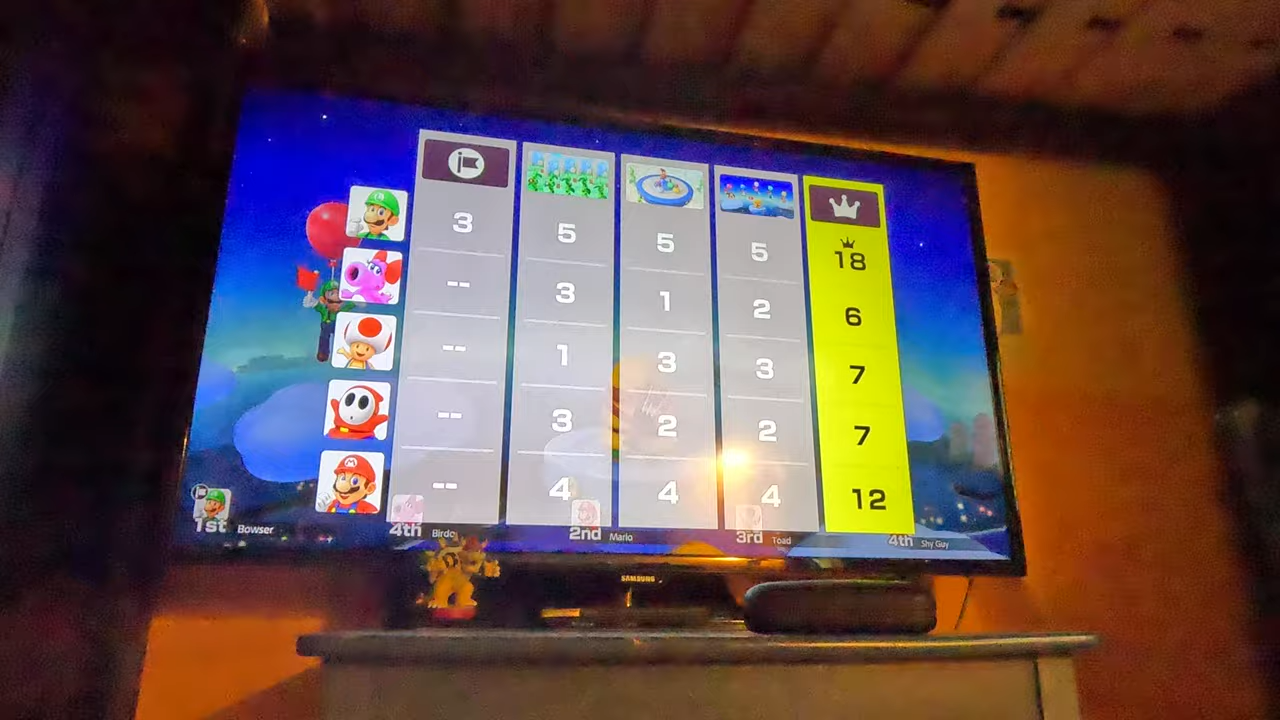 3 5 5 5 18
-- 3 1 2 6
-- 1 3 3 7
-- 3 2 2 7
-- 4 4 4 12
1st Bowser 4th Birdo 2nd Mario 3rd Toad 4th Shy Guy
SAMSUNG